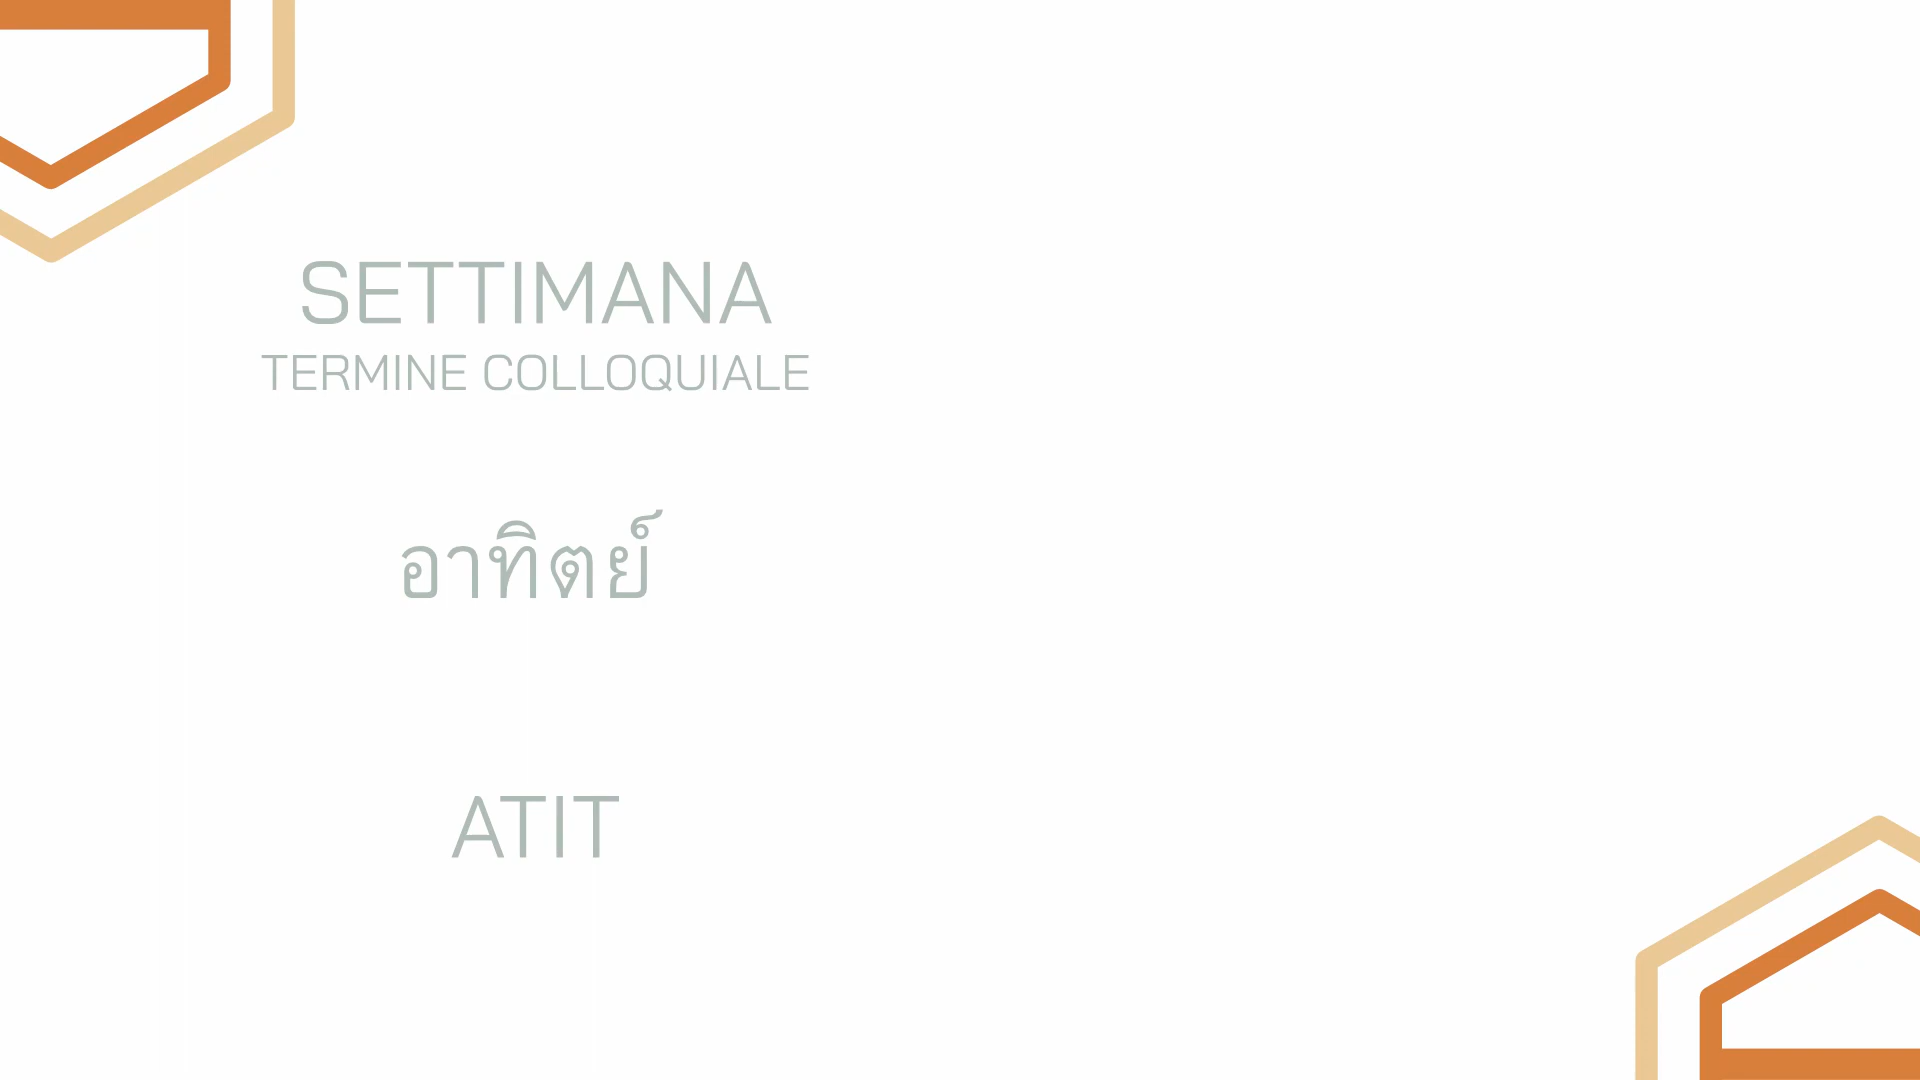 SETTIMANA
TERMINE COLLOQUIALE
อาทิตย์
ATIT